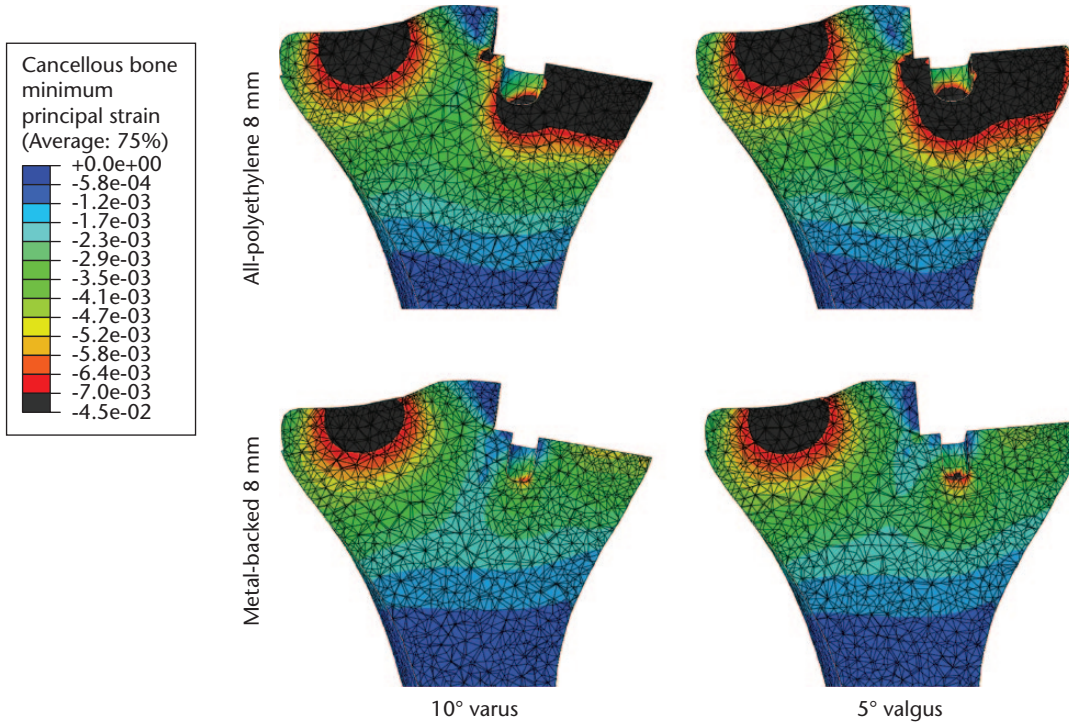 Cancellous bone
minimum
principal strain
(Average: 75%)
+0.0e+00
-5.8e-04
-1.2e-03
-1.7e-03
-2.3e-03
-2.9e-03
-3.5e-03
-4.1e-03
-4.7e-03
-5.2e-03
-5.8e-03
-6.4e-03
-7.0e-03
-4.5e-02
All-polyethylene 8 mm
Metal-backed 8 mm
10° varus
5° valgus